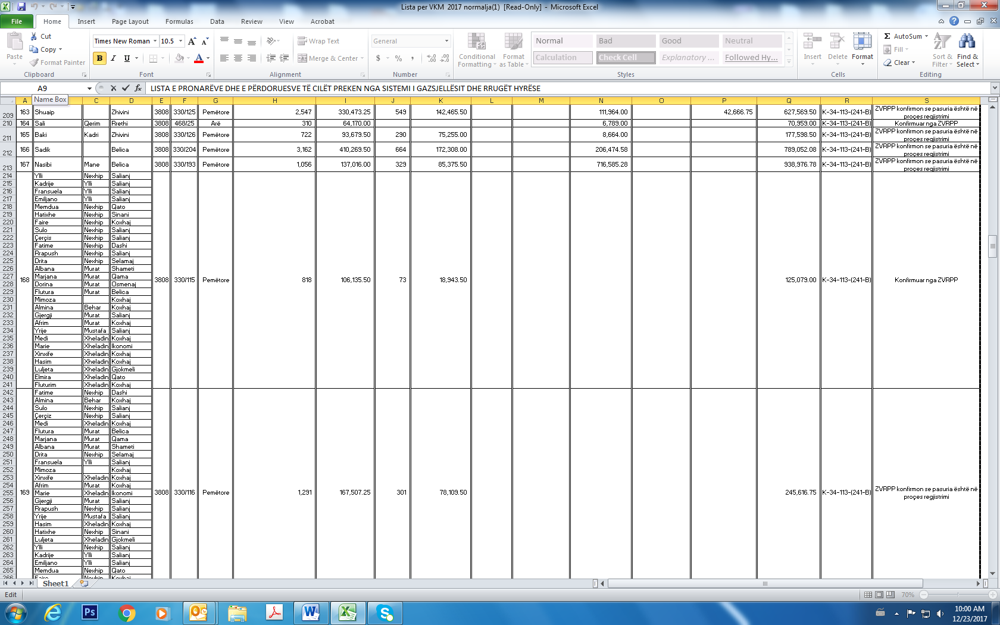 Lista per VKM 2017 normalja(1) [Read-Only] - Microsoft Excel
File Home Insert Page Layout Formulas Data Review View Acrobat
Paste Cut Copy Format Painter Clipboard
Times New Roman 10.5 B I U Font
Wrap Text Merge & Center Alignment
General $ % , Number
Conditional Formatting Format as Table
Normal Bad Good Neutral
Calculation Check Cell Explanatory ... Followed Hy...
Styles
Insert Delete Format Cells
AutoSum Fill Clear Sort & Filter Find & Select Editing
A9 fx LISTA E PRONARËVE DHE E PËRDORUESVE TË CILËT PREKEN NGA SISTEMI I GAZSJELLËSIT DHE RRUGËT HYRËSE
Name Box
A C D E F G H I J K L M N O P Q R S
209 163 Shuaip Zhivini 3808 330/125 Pemëtore 2,547 330,473.25 549 142,465.50 111,964.00 42,666.75 627,569.50 K-34-113-(241-B) ZVRPP konfirmon se pasuria është në proçes regjistrimi
210 164 Sali Qerim Rrethi 3808 468/25 Arë 310 64,170.00 6,789.00 70,959.00 K-34-113-(241-B) Konfirmuar nga ZVRPP
211 165 Baki Kadri Zhivini 3808 330/126 Pemëtore 722 93,679.50 290 75,255.00 8,664.00 177,598.50 K-34-113-(241-B) ZVRPP konfirmon se pasuria është në proçes regjistrimi
212 166 Sadik Belica 3808 330/204 Pemëtore 3,162 410,269.50 664 172,308.00 206,474.58 789,052.08 K-34-113-(241-B) ZVRPP konfirmon se pasuria është në proçes regjistrimi
213 167 Nasibi Mane Belica 3808 330/193 Pemëtore 1,056 137,016.00 329 85,375.50 716,585.28 938,976.78 K-34-113-(241-B) ZVRPP konfirmon se pasuria është në proçes regjistrimi
214 Ylli Nexhip Salianj
215 Kadrije Ylli Salianj
216 Fransuela Ylli Salianj
217 Emiljano Ylli Salianj
218 Memdua Nexhip Qato
219 Hatixhe Nexhip Sinani
220 Faire Nexhip Koxhaj
221 Sulo Nexhip Salianj
222 Çerçis Nexhip Salianj
223 Fatime Nexhip Dashi
224 Rrapush Nexhip Salianj
225 Drita Nexhip Selamaj
226 Albana Murat Shameti
227 Marjana Murat Qama
168 3808 330/115 Pemëtore 818 106,135.50 73 18,943.50 125,079.00 K-34-113-(241-B) Konfirmuar nga ZVRPP
228 Dorina Murat Osmenaj
229 Flutura Murat Belica
230 Mimoza Koxhaj
231 Almina Behar Koxhaj
232 Gjergji Murat Salianj
233 Afrim Murat Koxhaj
234 Yrije Mustafa Salianj
235 Medi Xheladin Koxhaj
236 Marie Xheladin Ikonomi
237 Xinxife Xheladin Koxhaj
238 Hasim Xheladin Koxhaj
239 Luljeta Xheladin Gjokmeli
240 Elmira Xheladin Qato
241 Fluturim Xheladin Koxhaj
242 Fatime Nexhip Dashi
243 Almina Behar Koxhaj
244 Sulo Nexhip Salianj
245 Çerçiz Nexhip Salianj
246 Medi Xheladin Koxhaj
247 Flutura Murat Belica
248 Marjana Murat Qama
249 Albana Murat Shameti
250 Drita Nexhip Selamaj
251 Fransuela Ylli Salianj
252 Mimoza Koxhaj
253 Xinxife Xheladin Koxhaj
254 Afrim Murat Koxhaj
255 169 Marie Xheladin Ikonomi 3808 330/116 Pemëtore 1,291 167,507.25 301 78,109.50 245,616.75 K-34-113-(241-B) ZVRPP konfirmon se pasuria është në proçes regjistrimi
256 Gjergji Murat Salianj
257 Rrapush Nexhip Salianj
258 Yrije Mustafa Salianj
259 Hasim Xheladin Koxhaj
260 Hatixhe Nexhip Sinani
261 Luljeta Xheladin Gjokmeli
262 Ylli Nexhip Salianj
263 Kadrije Ylli Salianj
264 Emiljano Ylli Salianj
265 Memdua Nexhip Qato
266 Faire Nexhip Koxhaj
Sheet1
Edit 70%
Ps
10:00 AM
12/23/2017